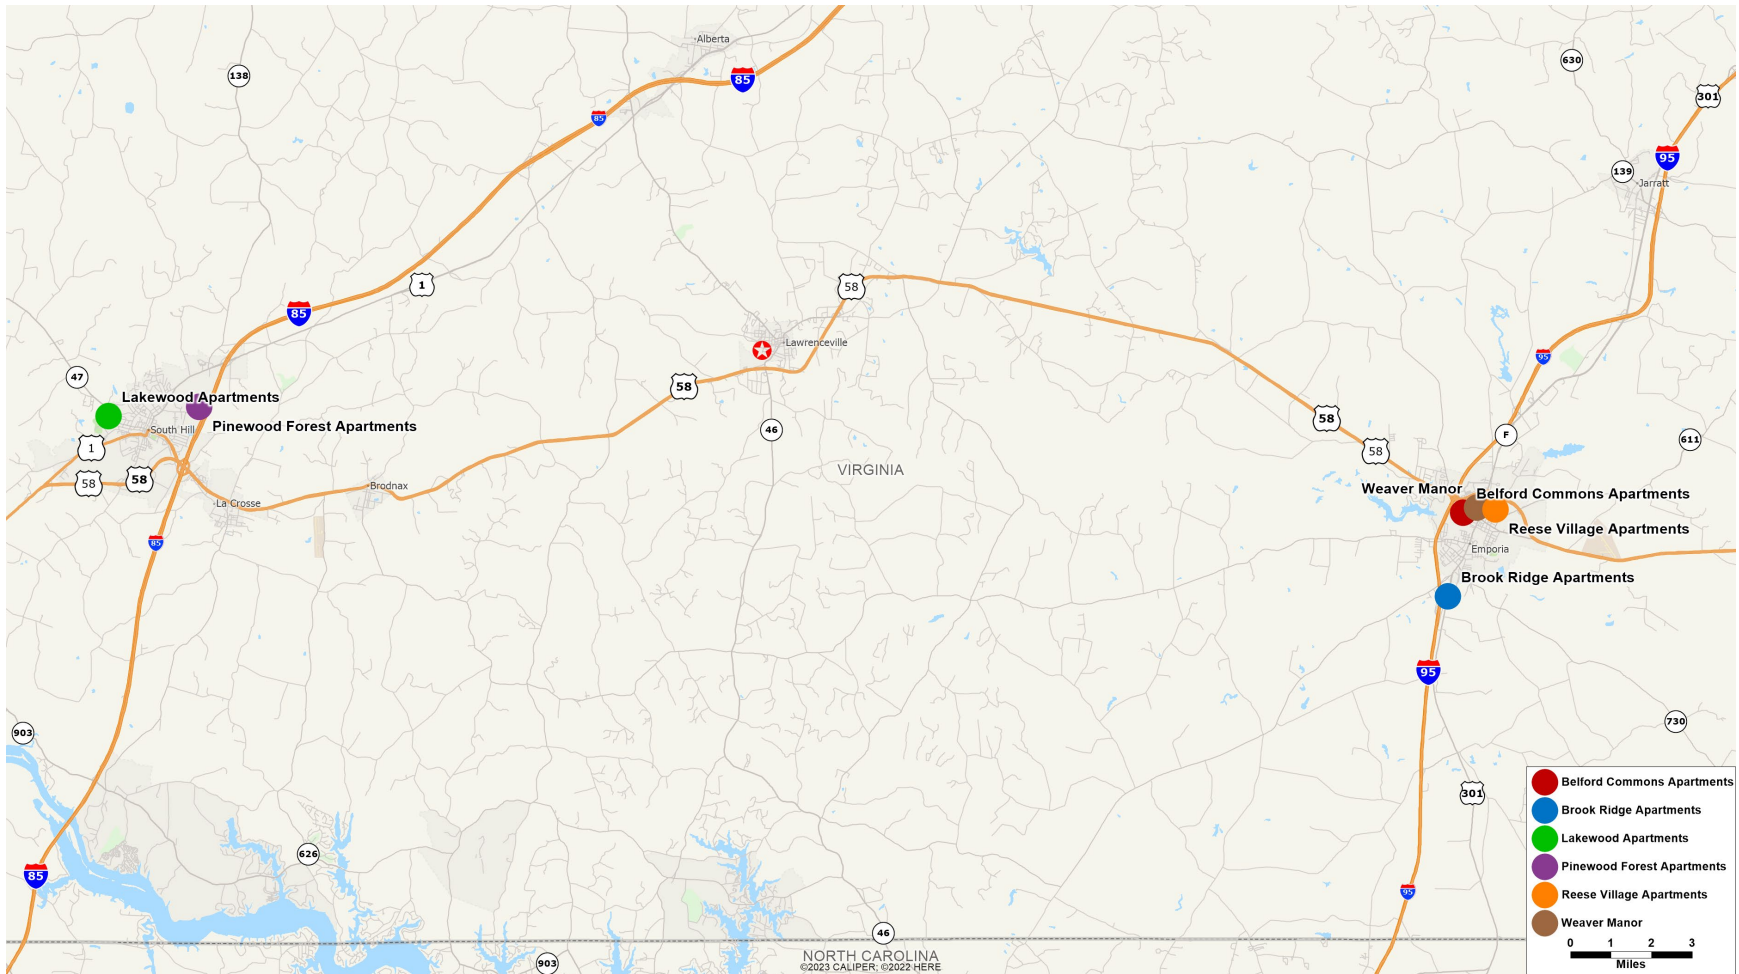 Alberta
138
85
630
301
85
95
139
Jarratt
1
58
85
Lawrenceville
95
47
Lakewood Apartments
Pinewood Forest Apartments
58
58
South Hill
46
F
611
1
58
58
58
VIRGINIA
Brodnax
Weaver Manor
Belford Commons Apartments
La Crosse
Reese Village Apartments
85
Emporia
Brook Ridge Apartments
95
903
730
301
626
85
95
46
903
NORTH CAROLINA
©2023 CALIPER; ©2022 HERE
Belford Commons Apartments
Brook Ridge Apartments
Lakewood Apartments
Pinewood Forest Apartments
Reese Village Apartments
Weaver Manor
0 1 2 3
Miles